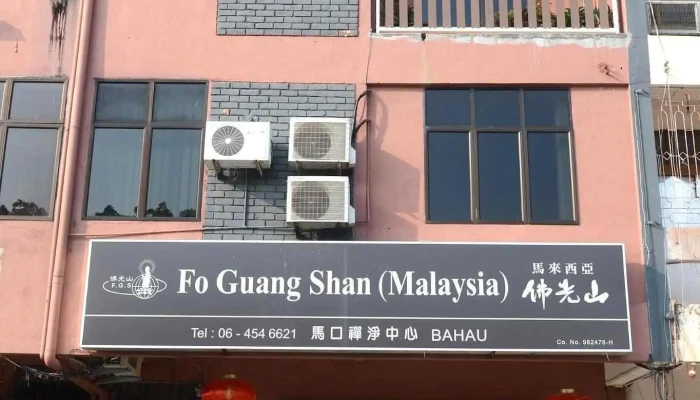 佛光山
F.G.S
Fo Guang Shan (Malaysia)
馬來西亞
佛光山
Tel : 06 - 454 6621 馬口禪淨中心 BAHAU
Co. No. 952475-H